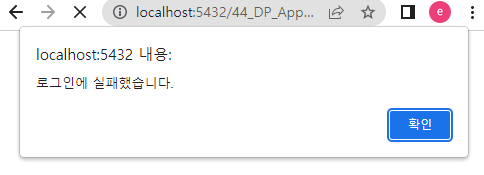 localhost:5432/44_DP_App...
e
localhost:5432 내용:
로그인에 실패했습니다.
확인